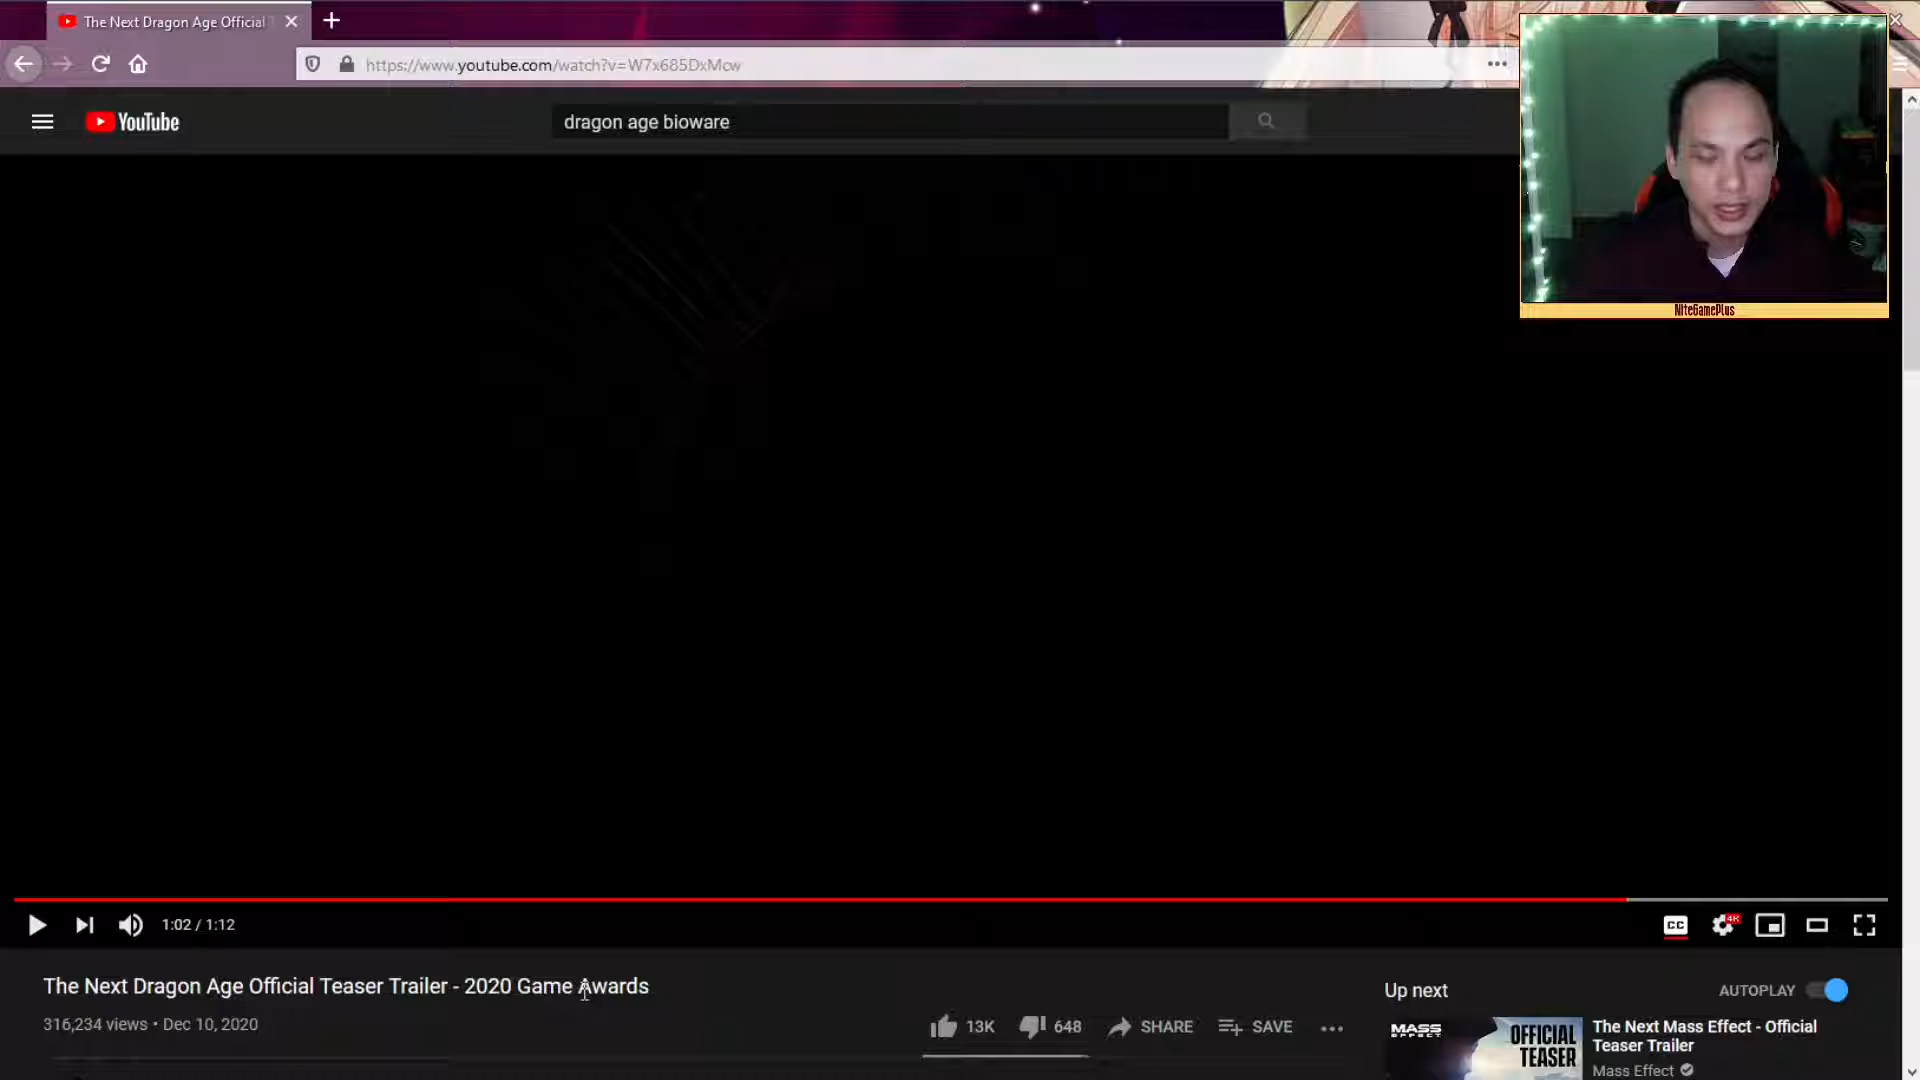 The Next Dragon Age Official
https://www.youtube.com/watch?v=W7x685DxMcw
YouTube
dragon age bioware
NiteGamePlus
1:02 / 1:12
CC
4K
The Next Dragon Age Official Teaser Trailer - 2020 Game Awards
316,234 views • Dec 10, 2020
13K
648
SHARE
SAVE
Up next
AUTOPLAY
MASS EFFECT
OFFICIAL
TEASER
The Next Mass Effect - Official
Teaser Trailer
Mass Effect